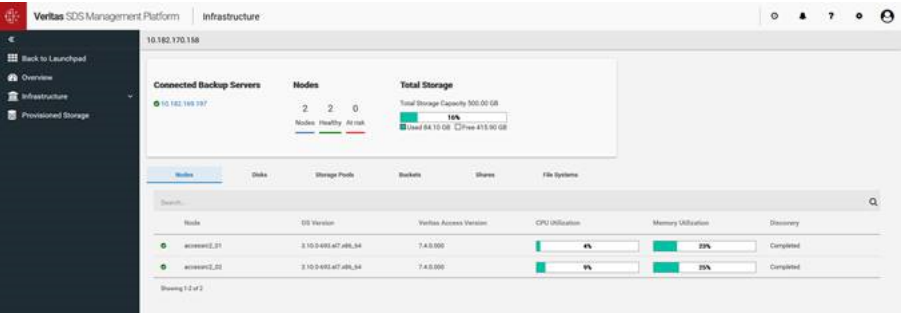 Veritas SDS Management Platform Infrastructure
10.182.170.158
Back to Launchpad
Overview
Infrastructure
Provisioned Storage
Connected Backup Servers
10.182.169.197
Nodes
2 2 0
Nodes Healthy At risk
Total Storage
Total Storage Capacity 500.00 GB
16%
Used 84.10 GB Free 415.90 GB
Nodes Disks Storage Pools Buckets Shares File Systems
Search...
Node OS Version Veritas Access Version CPU Utilization Memory Utilization Discovery
3.10.0-693.el7.x86_64 7.4.0.000 4% 23% Completed
3.10.0-693.el7.x86_64 7.4.0.000 9% 25% Completed
Showing 1-2 of 2